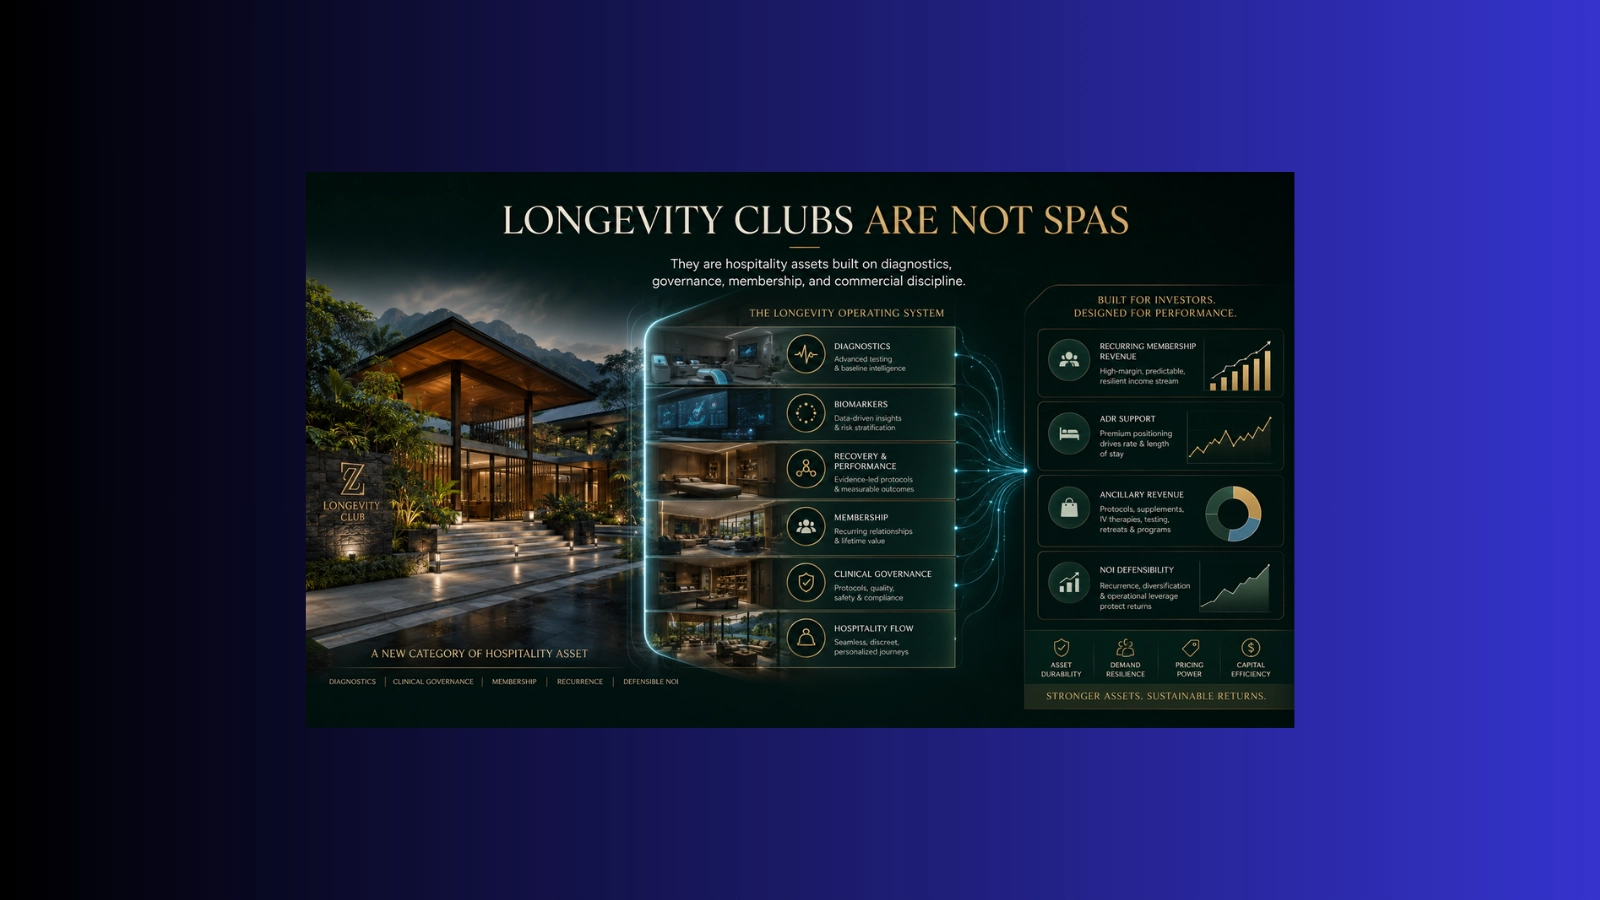 LONGEVITY CLUBS ARE NOT SPAS
They are hospitality assets built on diagnostics,
governance, membership, and commercial discipline.
Z
LONGEVITY
CLUB
A NEW CATEGORY OF HOSPITALITY ASSET
DIAGNOSTICS | CLINICAL GOVERNANCE | MEMBERSHIP | RECURRENCE | DEFENSIBLE NOI
THE LONGEVITY OPERATING SYSTEM
DIAGNOSTICS
Advanced testing
& baseline intelligence
BIOMARKERS
Data-driven insights
& risk stratification
RECOVERY &
PERFORMANCE
Evidence-led protocols
& measurable outcomes
MEMBERSHIP
Recurring relationships
& lifetime value
CLINICAL GOVERNANCE
Protocols, quality,
safety & compliance
HOSPITALITY FLOW
Seamless, discreet,
personalized journeys
BUILT FOR INVESTORS.
DESIGNED FOR PERFORMANCE.
RECURRING MEMBERSHIP
REVENUE
High-margin, predictable,
resilient income stream
ADR SUPPORT
Premium positioning
drives rate & length
of stay
ANCILLARY REVENUE
Protocols, supplements,
IV therapies, testing,
retreats & programs
NOI DEFENSIBILITY
Recurrence, diversification
& operational leverage
protect returns
ASSET
DURABILITY
DEMAND
RESILIENCE
PRICING
POWER
$
CAPITAL
EFFICIENCY
STRONGER ASSETS. SUSTAINABLE RETURNS.